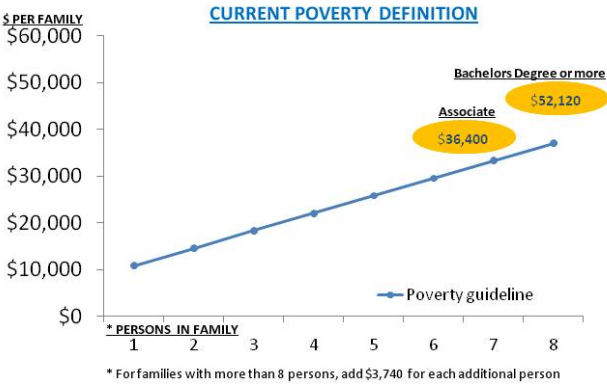 CURRENT POVERTY DEFINITION
$ PER FAMILY
$60,000
$50,000
$40,000
$30,000
$20,000
$10,000
$0
Bachelors Degree or more
$52,120
Associate
$36,400
Poverty guideline
* PERSONS IN FAMILY
1 2 3 4 5 6 7 8
* For families with more than 8 persons, add $3,740 for each additional person